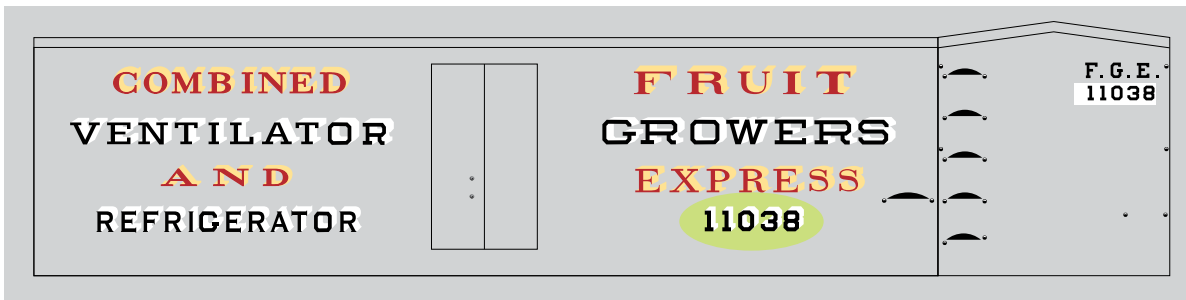 COMBINED
VENTILATOR
AND
REFRIGERATOR
FRUIT
GROWERS
EXPRESS
11038
F.G.E.
11038